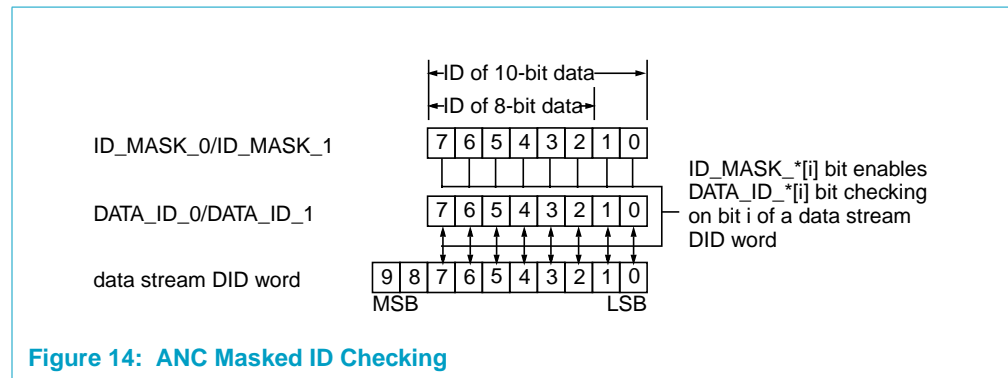 ID of 10-bit data
ID of 8-bit data
ID_MASK_0/ID_MASK_1 7 6 5 4 3 2 1 0
ID_MASK_*[i] bit enables
DATA_ID_*[i] bit checking
on bit i of a data stream
DID word
DATA_ID_0/DATA_ID_1 7 6 5 4 3 2 1 0
data stream DID word 9 8 7 6 5 4 3 2 1 0
MSB LSB
Figure 14: ANC Masked ID Checking